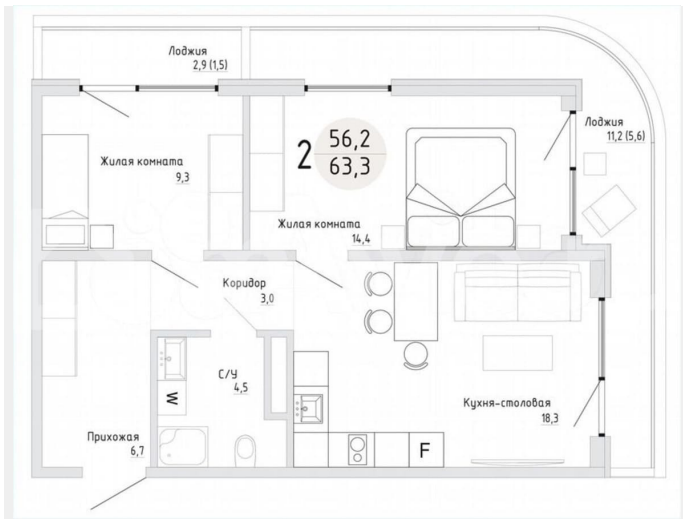 Лоджия
2,9 (1,5)
Лоджия
11,2 (5,6)
2
56,2
63,3
Жилая комната
9,3
Жилая комната
14,4
Коридор
3,0
С/У
4,5
W
Кухня-столовая
18,3
Прихожая
6,7
F